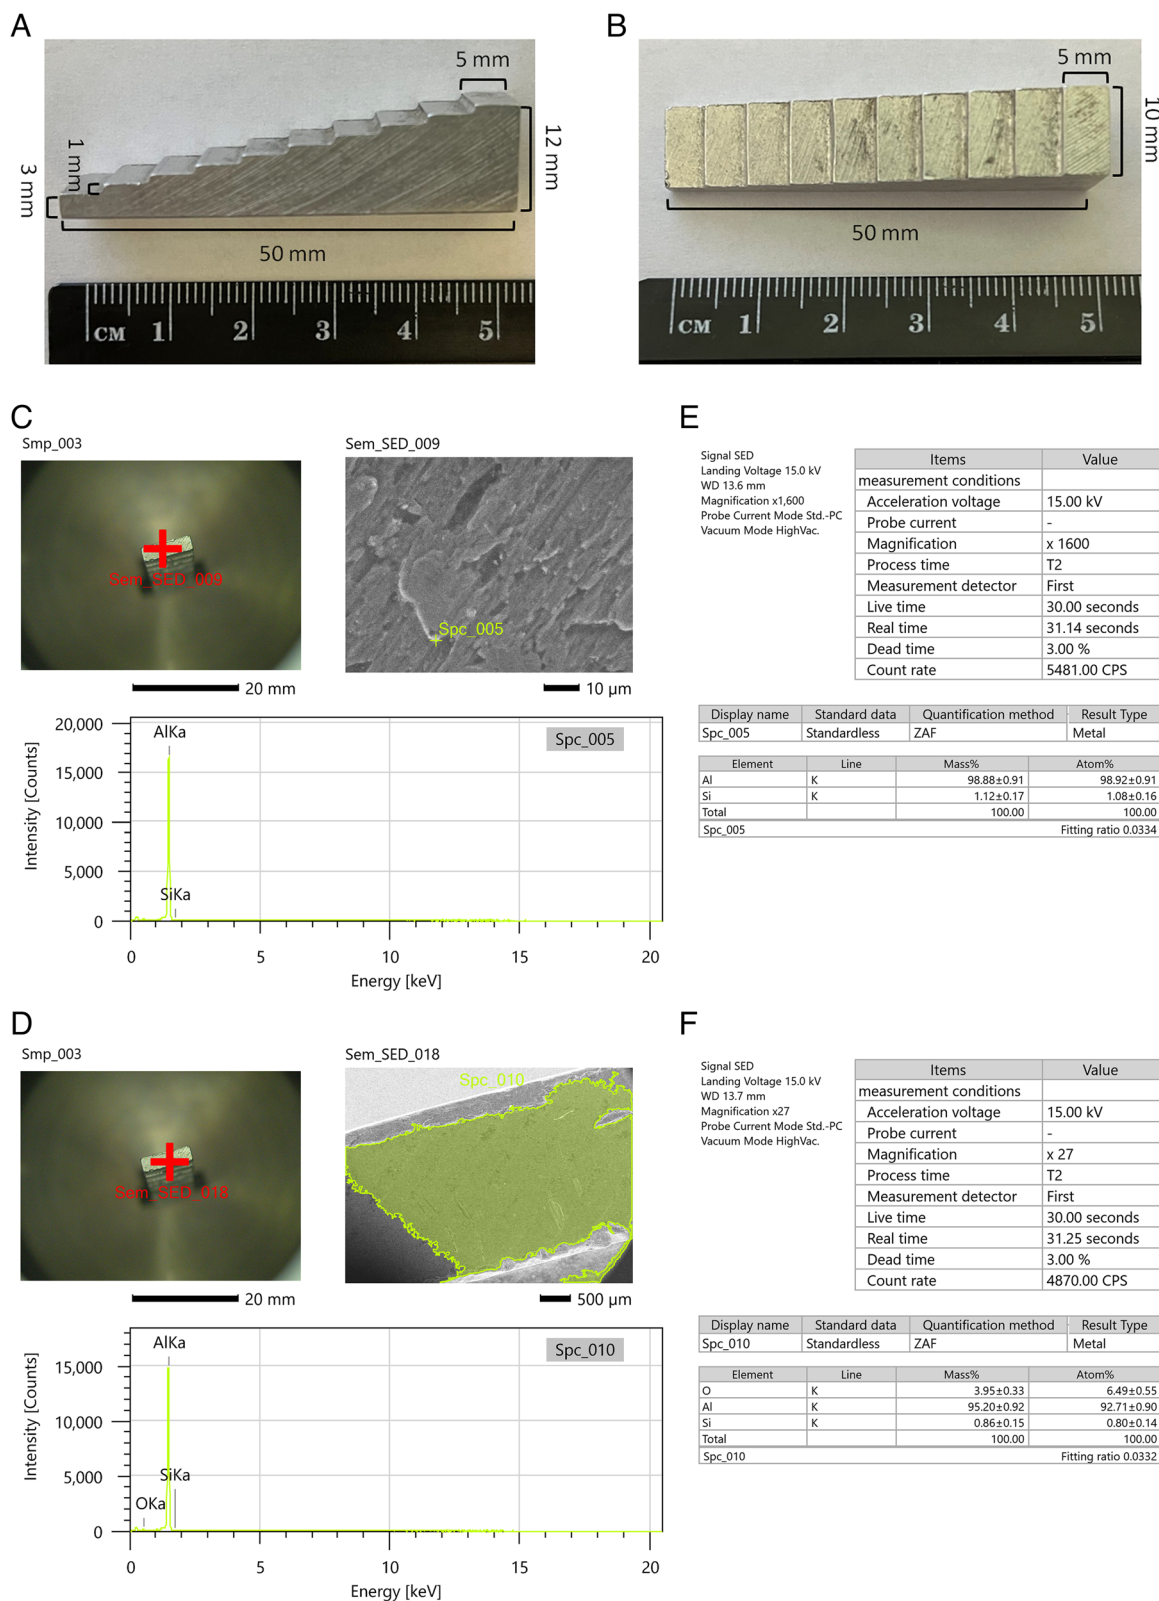 A
5 mm
1 mm
3 mm
12 mm
50 mm
CM 1 2 3 4 5
B
5 mm
10 mm
50 mm
CM 1 2 3 4 5
C
Smp_003
Sem_SED_009
Sem_SED_009
Spc_005
20 mm
10 µm
20,000
15,000
10,000
5,000
0
Intensity [Counts]
AlKa
SiKa
Spc_005
0 5 10 15 20
Energy [keV]
E
Signal SED
Landing Voltage 15.0 kV
WD 13.6 mm
Magnification x1,600
Probe Current Mode Std.-PC
Vacuum Mode HighVac.
Items Value
measurement conditions
Acceleration voltage 15.00 kV
Probe current -
Magnification x 1600
Process time T2
Measurement detector First
Live time 30.00 seconds
Real time 31.14 seconds
Dead time 3.00 %
Count rate 5481.00 CPS
Display name Standard data Quantification method Result Type
Spc_005 Standardless ZAF Metal
Element Line Mass% Atom%
Al K 98.88±0.91 98.92±0.91
Si K 1.12±0.17 1.08±0.16
Total 100.00 100.00
Spc_005 Fitting ratio 0.0334
D
Smp_003
Sem_SED_018
Sem_SED_018
Spc_010
20 mm
500 µm
15,000
10,000
5,000
0
Intensity [Counts]
AlKa
SiKa
OKa
Spc_010
0 5 10 15 20
Energy [keV]
F
Signal SED
Landing Voltage 15.0 kV
WD 13.7 mm
Magnification x27
Probe Current Mode Std.-PC
Vacuum Mode HighVac.
Items Value
measurement conditions
Acceleration voltage 15.00 kV
Probe current -
Magnification x 27
Process time T2
Measurement detector First
Live time 30.00 seconds
Real time 31.25 seconds
Dead time 3.00 %
Count rate 4870.00 CPS
Display name Standard data Quantification method Result Type
Spc_010 Standardless ZAF Metal
Element Line Mass% Atom%
O K 3.95±0.33 6.49±0.55
Al K 95.20±0.92 92.71±0.90
Si K 0.86±0.15 0.80±0.14
Total 100.00 100.00
Spc_010 Fitting ratio 0.0332